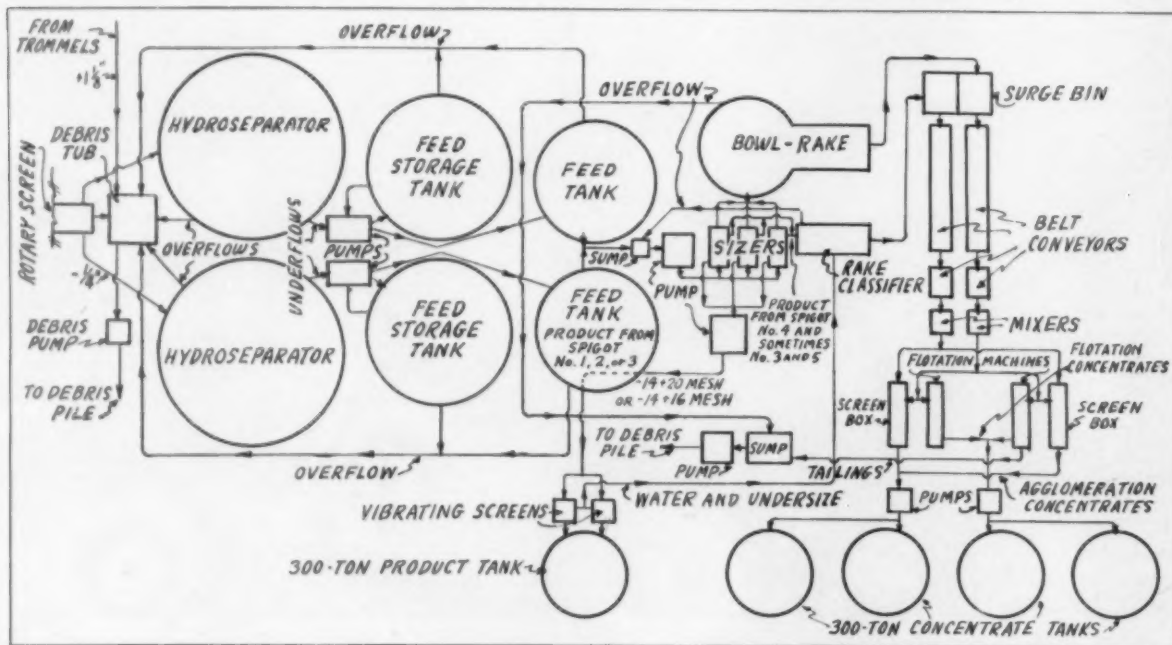 FROM
TROMMELS
+1 1/8"
ROTARY SCREEN
DEBRIS
TUB
DEBRIS
PUMP
TO DEBRIS
PILE
OVERFLOW
HYDROSEPARATOR
OVERFLOWS
HYDROSEPARATOR
UNDERFLOWS
PUMPS
FEED
STORAGE
TANK
FEED
STORAGE
TANK
OVERFLOW
FEED
TANK
FEED
TANK
PRODUCT FROM
SPIGOT
No. 1, 2, OR 3
OVERFLOW
BOWL-RAKE
SUMP
PUMP
SIZERS
RAKE
CLASSIFIER
PRODUCT
FROM SPIGOT
No. 4 AND
SOMETIMES
No. 3 AND 5
-14+20 MESH
OR -14+16 MESH
TO DEBRIS
PILE
PUMP
SUMP
TAILINGS
WATER AND UNDERSIZE
VIBRATING SCREENS
300-TON PRODUCT TANK
SURGE BIN
BELT
CONVEYORS
MIXERS
FLOTATION MACHINES
FLOTATION
CONCENTRATES
SCREEN
BOX
SCREEN
BOX
PUMPS
AGGLOMERATION
CONCENTRATES
300-TON CONCENTRATE TANKS